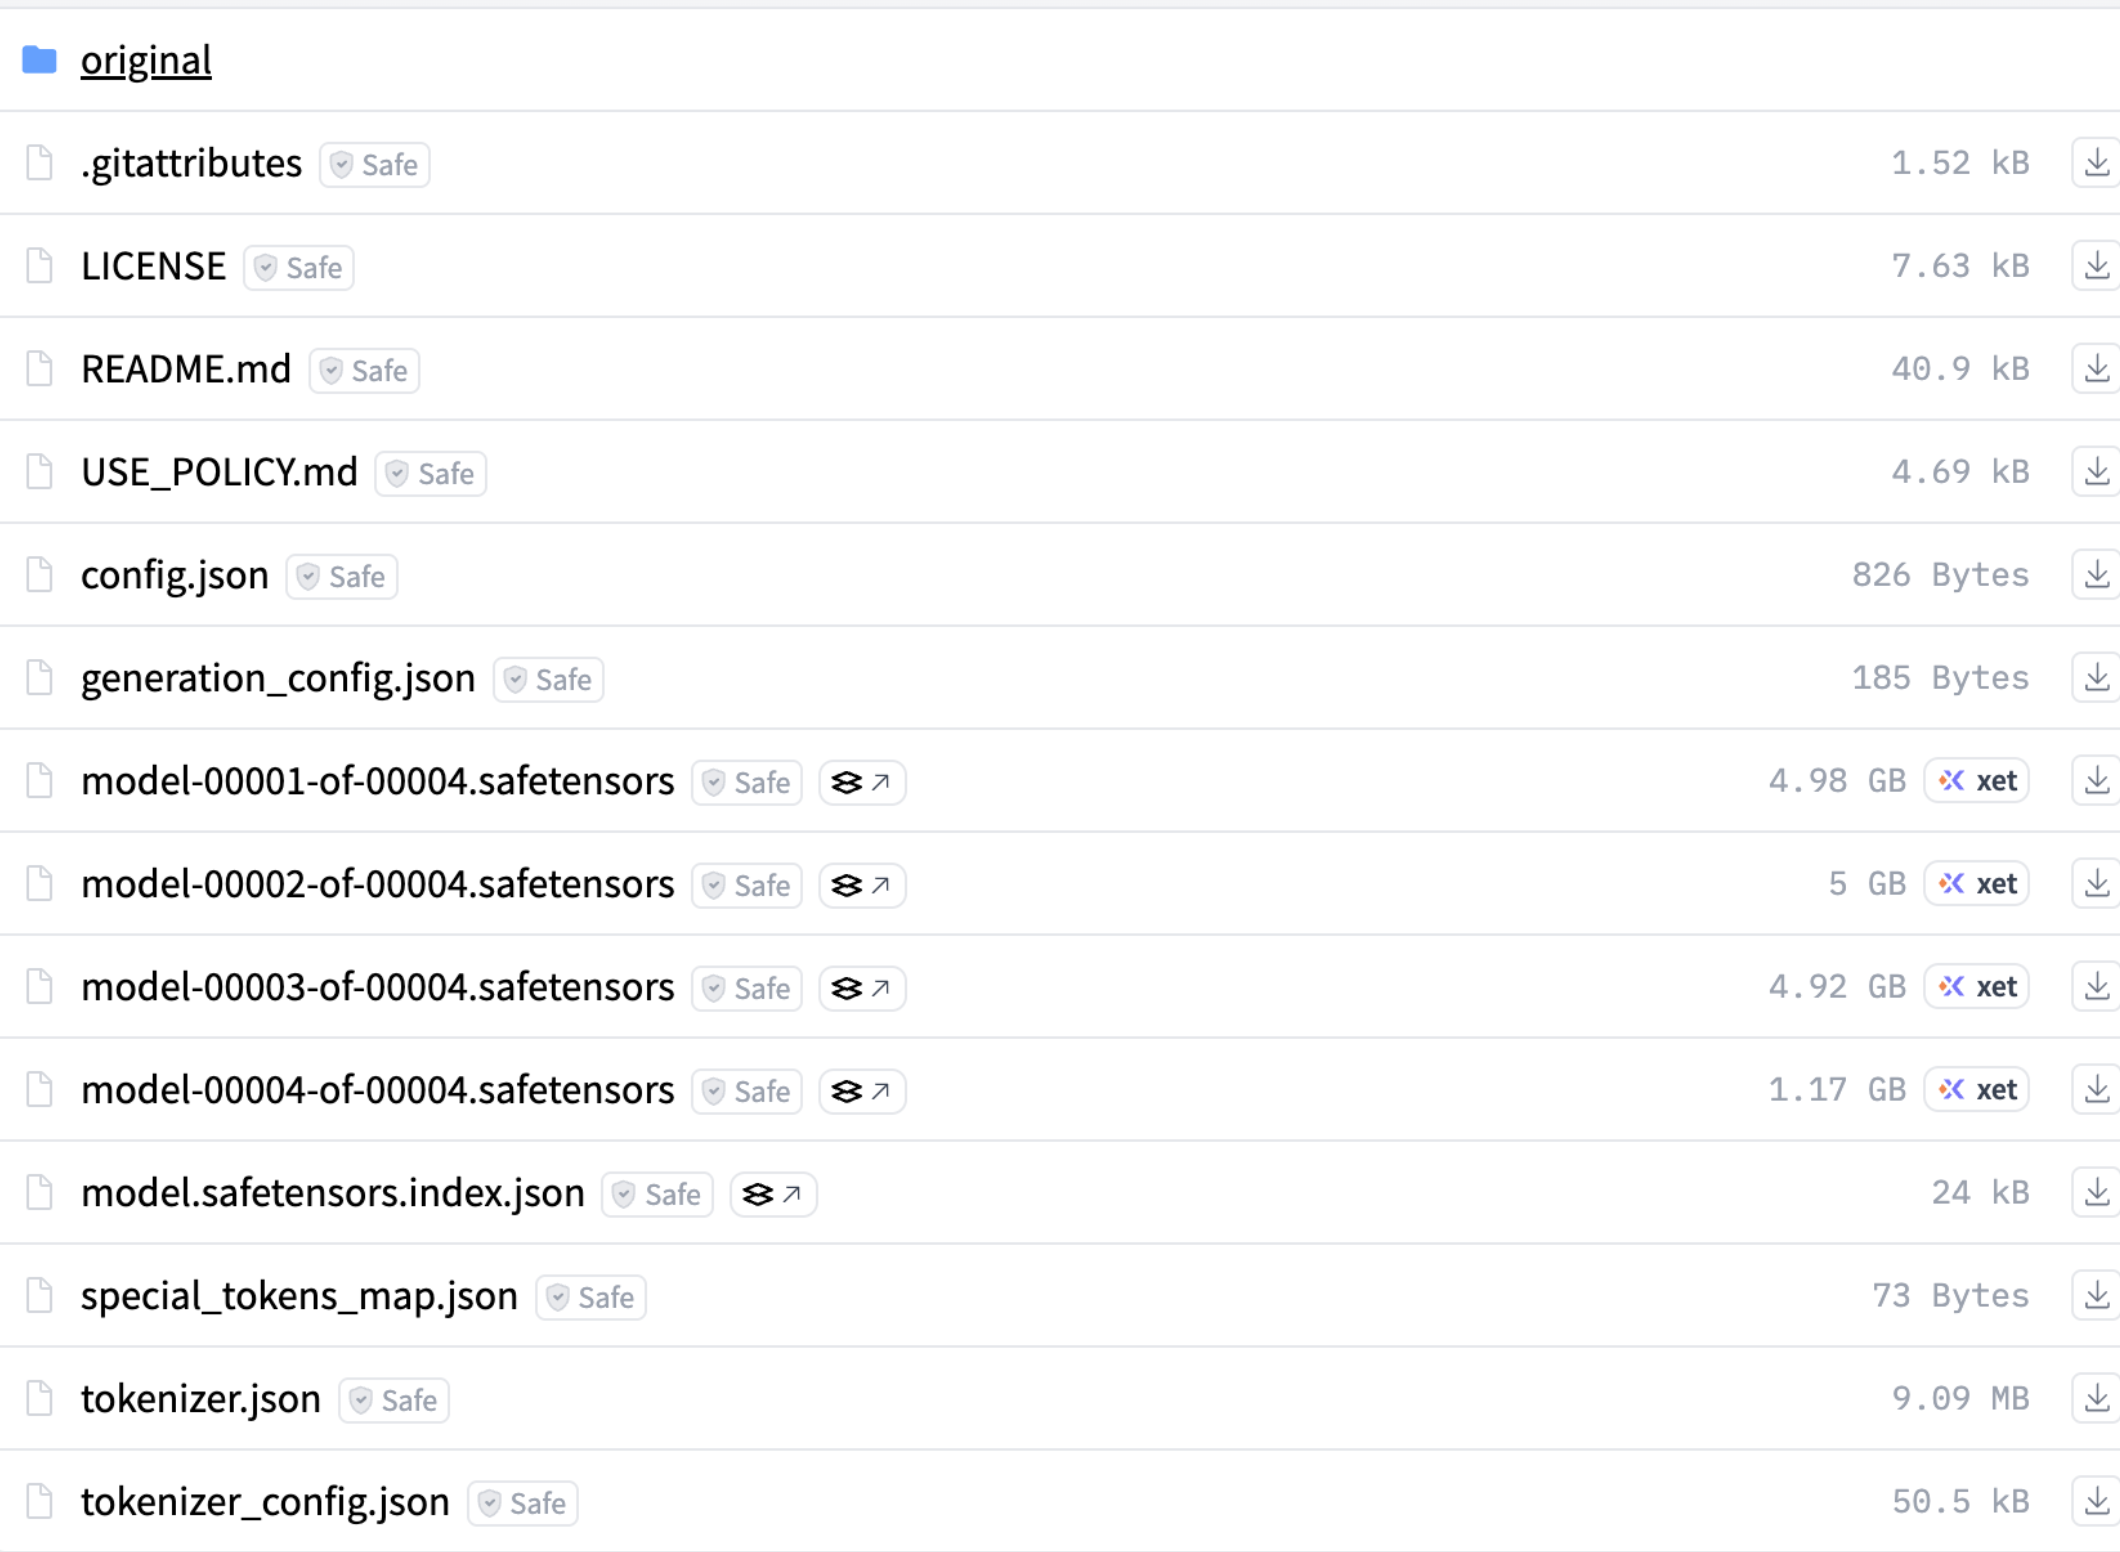 original
.gitattributes Safe 1.52 kB
LICENSE Safe 7.63 kB
README.md Safe 40.9 kB
USE_POLICY.md Safe 4.69 kB
config.json Safe 826 Bytes
generation_config.json Safe 185 Bytes
model-00001-of-00004.safetensors Safe 4.98 GB xet
model-00002-of-00004.safetensors Safe 5 GB xet
model-00003-of-00004.safetensors Safe 4.92 GB xet
model-00004-of-00004.safetensors Safe 1.17 GB xet
model.safetensors.index.json Safe 24 kB
special_tokens_map.json Safe 73 Bytes
tokenizer.json Safe 9.09 MB
tokenizer_config.json Safe 50.5 kB